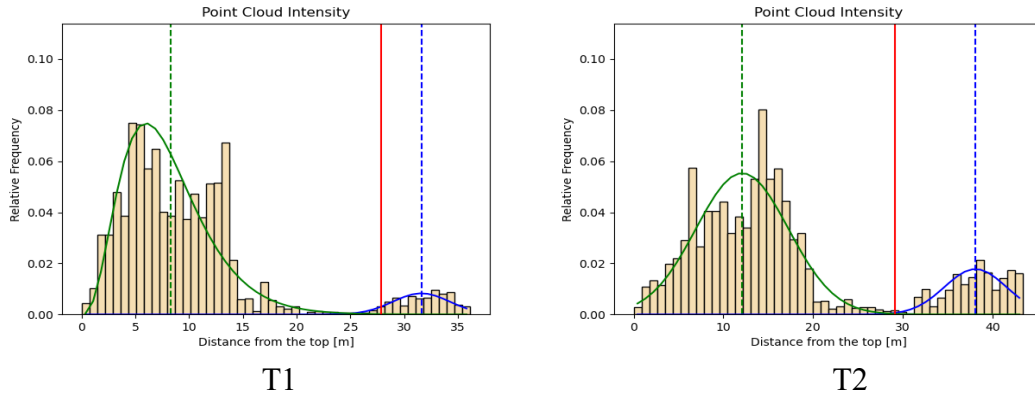 Point Cloud Intensity
Relative Frequency
0.10
0.08
0.06
0.04
0.02
0.00
0 5 10 15 20 25 30 35
Distance from the top [m]
T1
Point Cloud Intensity
Relative Frequency
0.10
0.08
0.06
0.04
0.02
0.00
0 10 20 30 40
Distance from the top [m]
T2